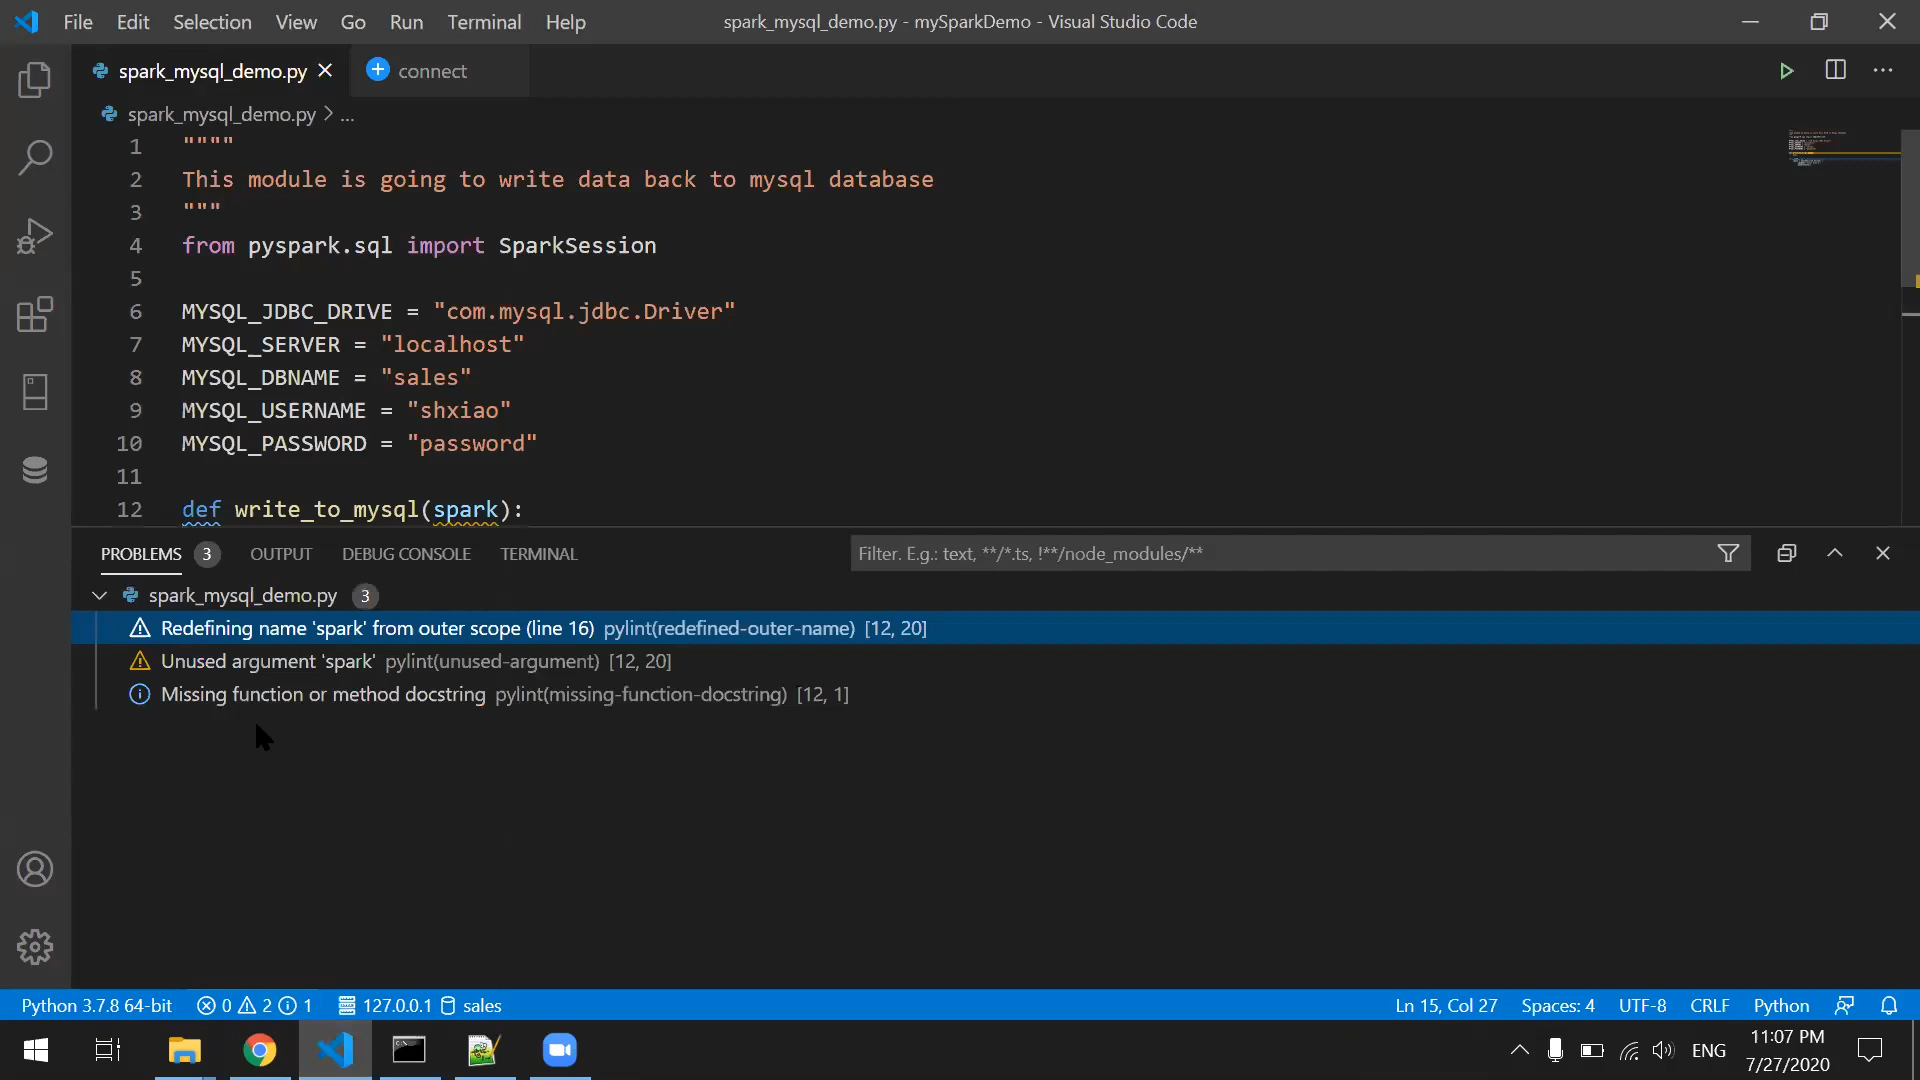 File Edit Selection View Go Run Terminal Help spark_mysql_demo.py - mySparkDemo - Visual Studio Code
spark_mysql_demo.py connect
spark_mysql_demo.py > ...
1 """"
2 This module is going to write data back to mysql database
3 """
4 from pyspark.sql import SparkSession
5
6 MYSQL_JDBC_DRIVE = "com.mysql.jdbc.Driver"
7 MYSQL_SERVER = "localhost"
8 MYSQL_DBNAME = "sales"
9 MYSQL_USERNAME = "shxiao"
10 MYSQL_PASSWORD = "password"
11
12 def write_to_mysql(spark):
PROBLEMS 3 OUTPUT DEBUG CONSOLE TERMINAL Filter. E.g.: text, **/*.ts, !**/node_modules/**
spark_mysql_demo.py 3
Redefining name 'spark' from outer scope (line 16) pylint(redefined-outer-name) [12, 20]
Unused argument 'spark' pylint(unused-argument) [12, 20]
Missing function or method docstring pylint(missing-function-docstring) [12, 1]
Python 3.7.8 64-bit 0 2 1 127.0.0.1 sales Ln 15, Col 27 Spaces: 4 UTF-8 CRLF Python
ENG 11:07 PM
7/27/2020